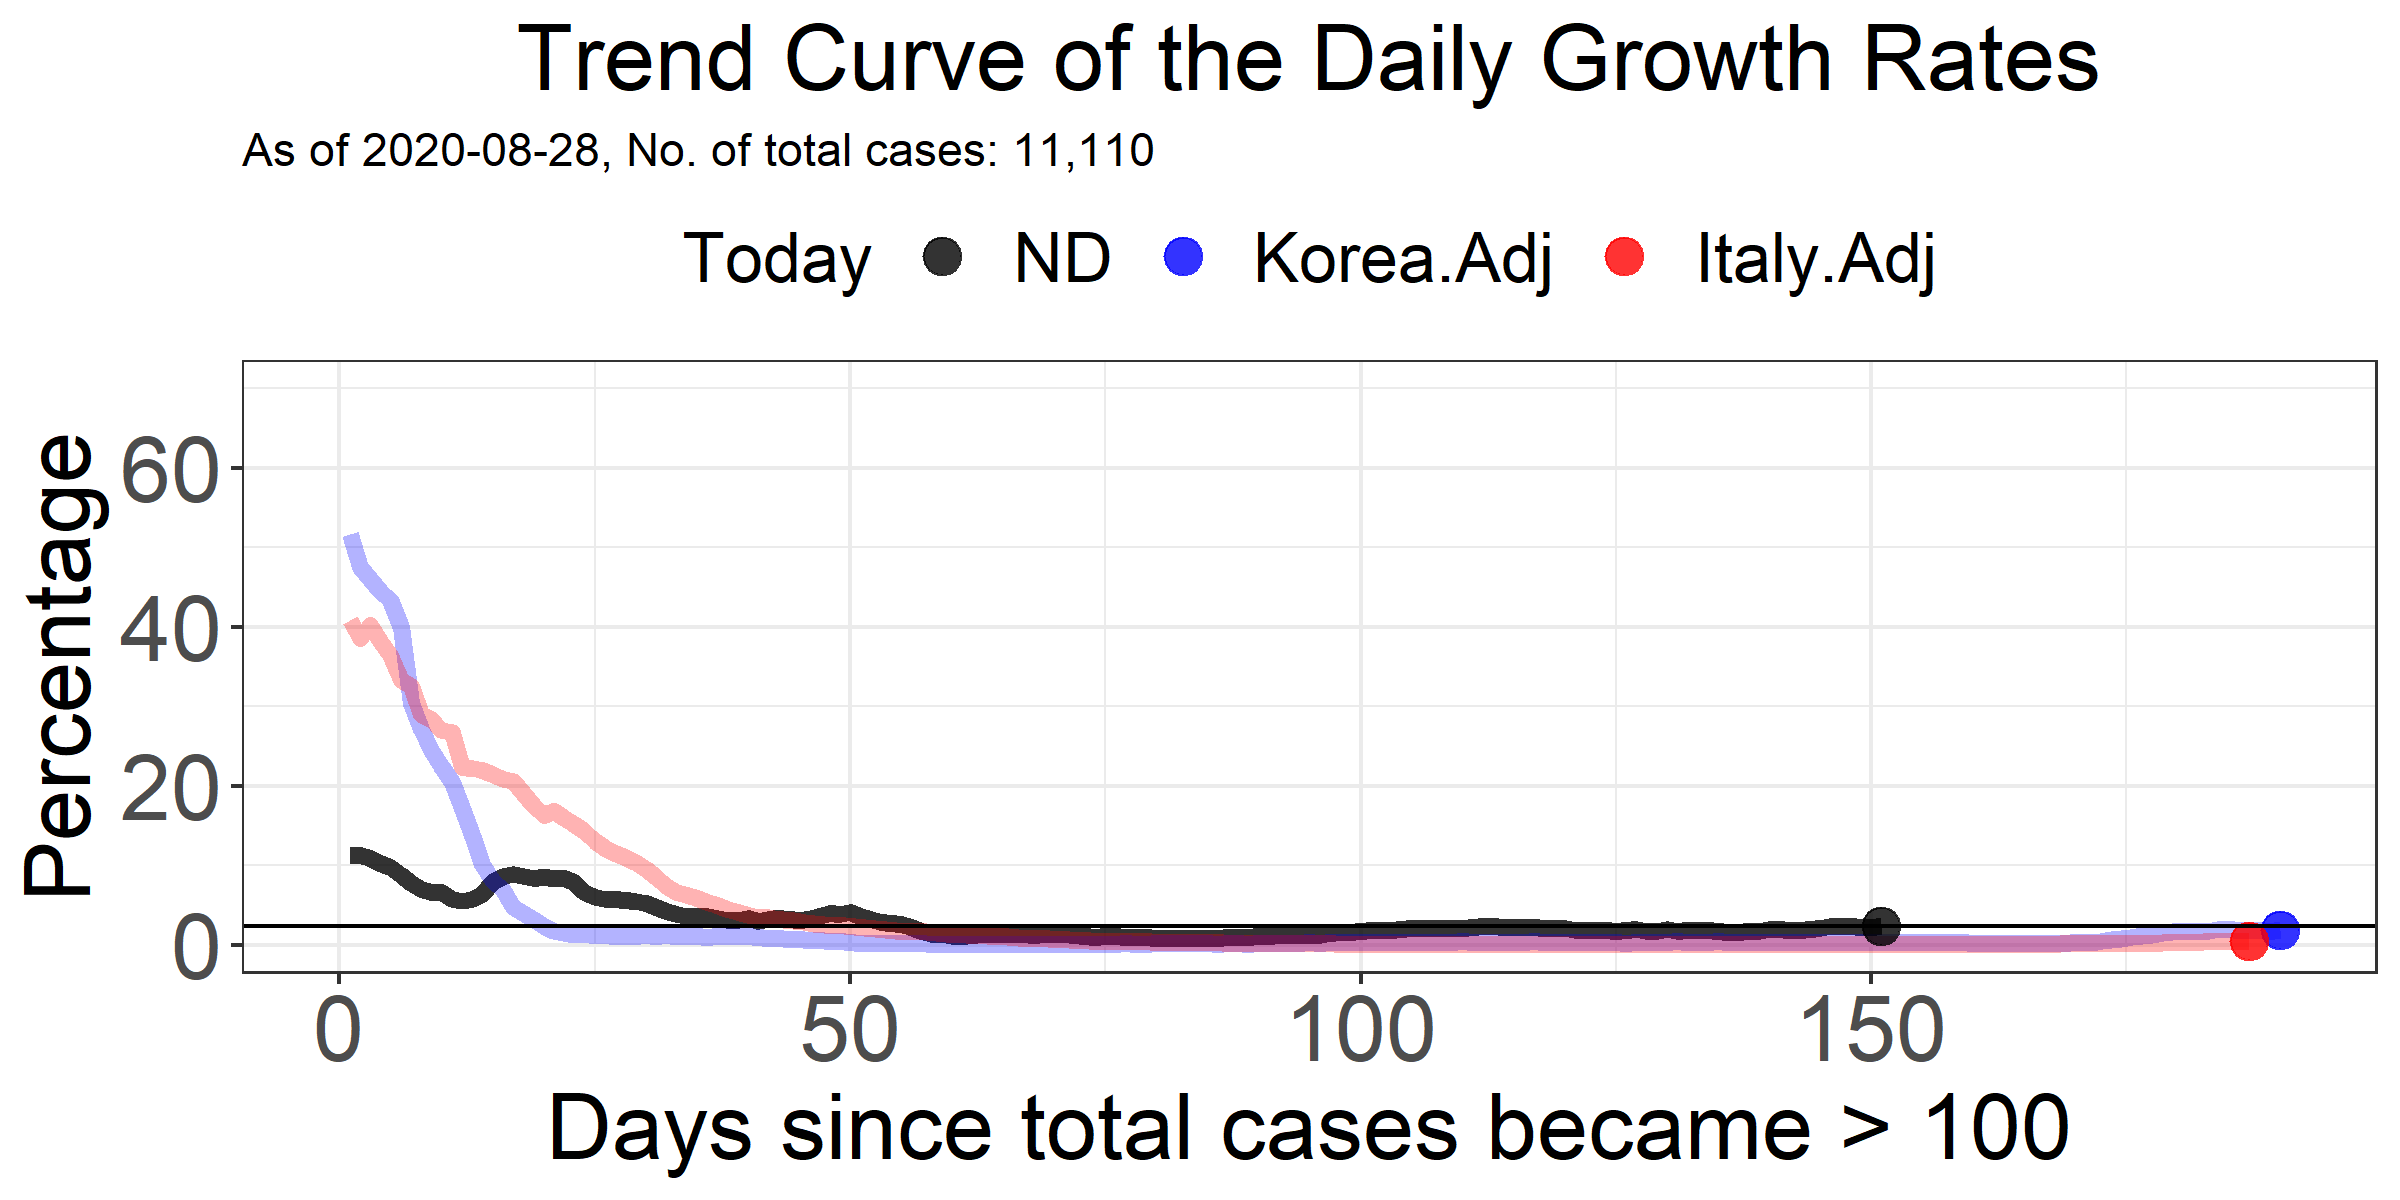 Trend Curve of the Daily Growth Rates
As of 2020-08-28, No. of total cases: 11,110
Today ND Korea.Adj Italy.Adj
Percentage
60
40
20
0
0 50 100 150
Days since total cases became > 100